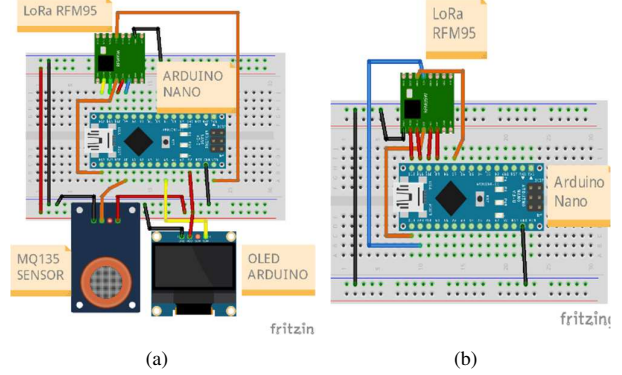 LoRa RFM95
ARDUINO
NANO
MQ135
SENSOR
OLED
ARDUINO
fritzin
(a)
LoRa
RFM95
Arduino
Nano
fritzing
(b)